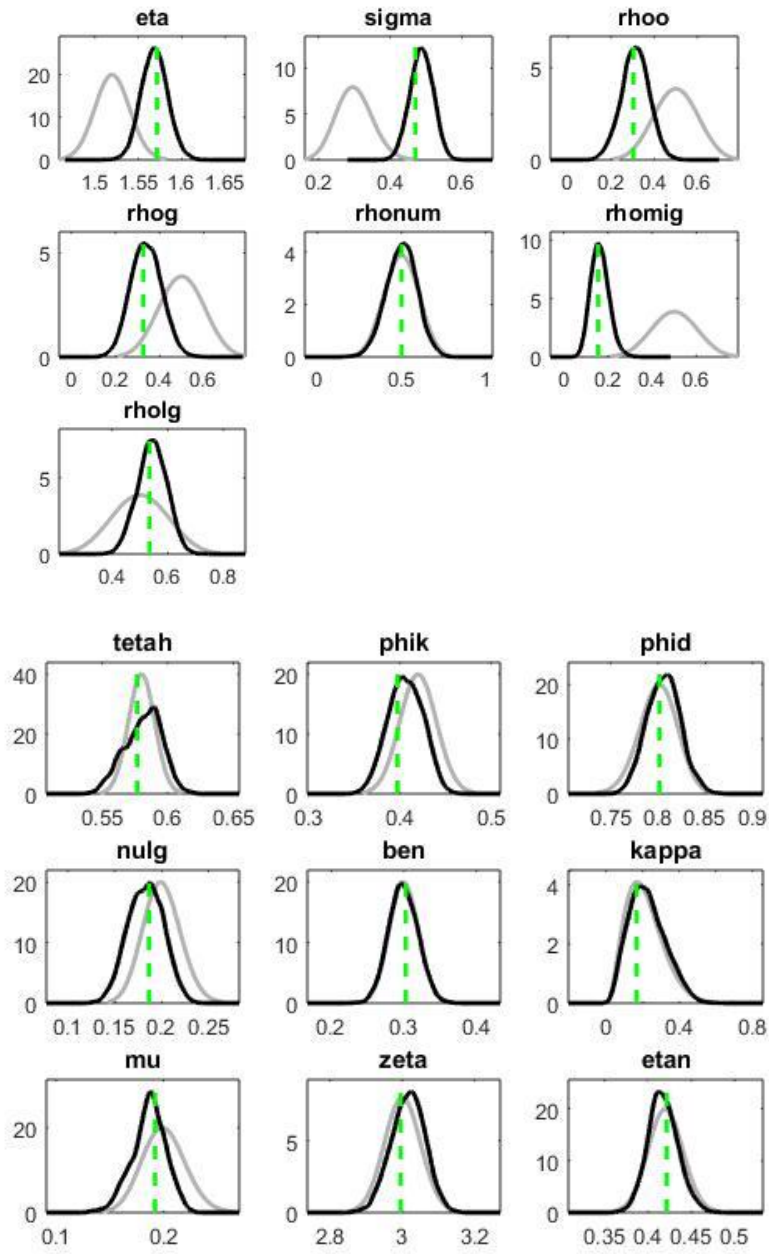 eta sigma rhoo
20 10 0 1.5 1.55 1.6 1.65
10 5 0 0.2 0.4 0.6
6 4 2 0 0 0.2 0.4 0.6
rhog rhonum rhomig
5 0 0 0.2 0.4 0.6
4 2 0 0 0.5 1
10 5 0 0 0.2 0.4 0.6
rholg
5 0 0.4 0.6 0.8
tetah phik phid
40 20 0 0.55 0.6 0.65
20 10 0 0.3 0.4 0.5
20 10 0 0.75 0.8 0.85 0.9
nulg ben kappa
20 10 0 0.1 0.15 0.2 0.25
20 10 0 0.2 0.3 0.4
4 2 0 0 0.4 0.8
mu zeta etan
20 0 0.1 0.2
5 0 2.8 3 3.2
20 10 0 0.35 0.4 0.45 0.5